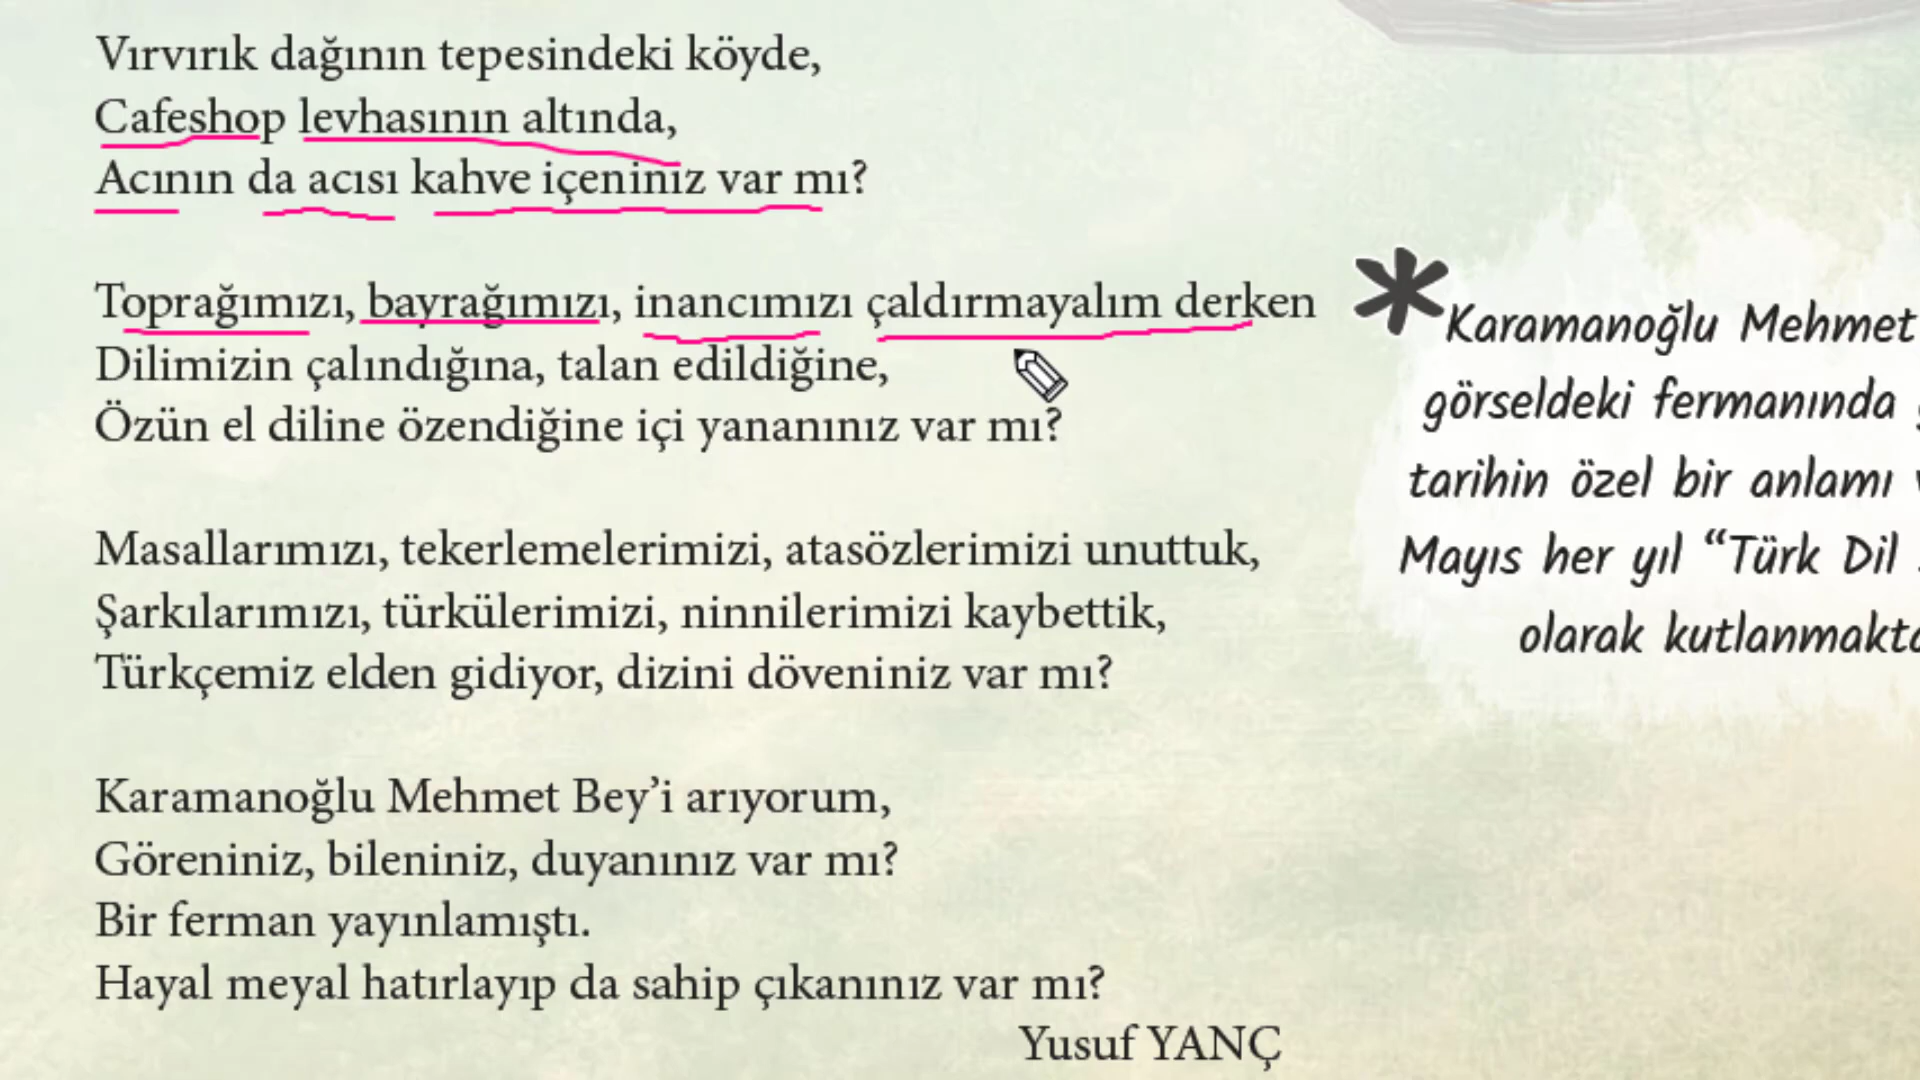 Vırvırık dağının tepesindeki köyde,
Cafeshop levhasının altında,
Acının da acısı kahve içeniniz var mı?
Toprağımızı, bayrağımızı, inancımızı çaldırmayalım derken
Dilimizin çalındığına, talan edildiğine,
Özün el diline özendiğine içi yananınız var mı?
Masallarımızı, tekerlemelerimizi, atasözlerimizi unuttuk,
Şarkılarımızı, türkülerimizi, ninnilerimizi kaybettik,
Türkçemiz elden gidiyor, dizini döveniniz var mı?
Karamanoğlu Mehmet Bey’i arıyorum,
Göreniniz, bileniniz, duyanınız var mı?
Bir ferman yayınlamıştı.
Hayal meyal hatırlayıp da sahip çıkanınız var mı?
Yusuf YANÇ
*Karamanoğlu Mehmet
görseldeki fermanında
tarihin özel bir anlamı
Mayıs her yıl “Türk Dil
olarak kutlanmakta